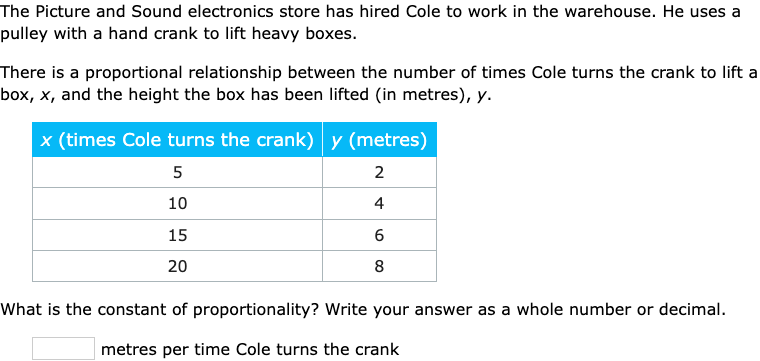 The Picture and Sound electronics store has hired Cole to work in the warehouse. He uses a
pulley with a hand crank to lift heavy boxes.
There is a proportional relationship between the number of times Cole turns the crank to lift a
box, x, and the height the box has been lifted (in metres), y.
x (times Cole turns the crank) y (metres)
5 2
10 4
15 6
20 8
What is the constant of proportionality? Write your answer as a whole number or decimal.
metres per time Cole turns the crank